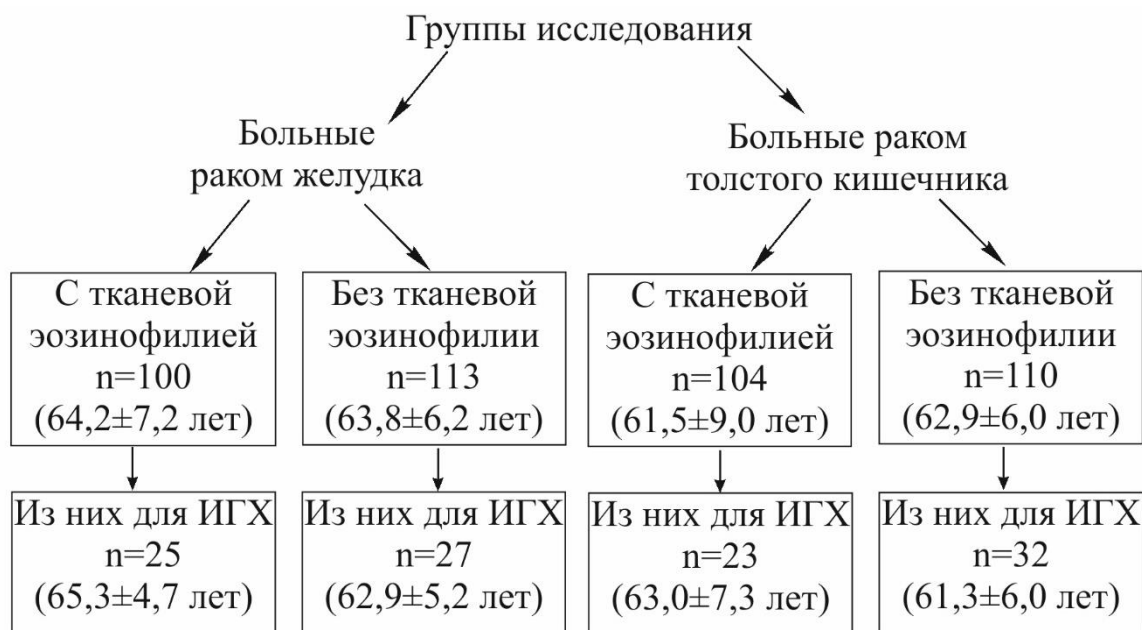 Группы исследования
Больные
раком желудка
Больные раком
толстого кишечника
С тканевой
эозинофилией
n=100
(64,2±7,2 лет)
Без тканевой
эозинофилии
n=113
(63,8±6,2 лет)
С тканевой
эозинофилией
n=104
(61,5±9,0 лет)
Без тканевой
эозинофилии
n=110
(62,9±6,0 лет)
Из них для ИГХ
n=25
(65,3±4,7 лет)
Из них для ИГХ
n=27
(62,9±5,2 лет)
Из них для ИГХ
n=23
(63,0±7,3 лет)
Из них для ИГХ
n=32
(61,3±6,0 лет)